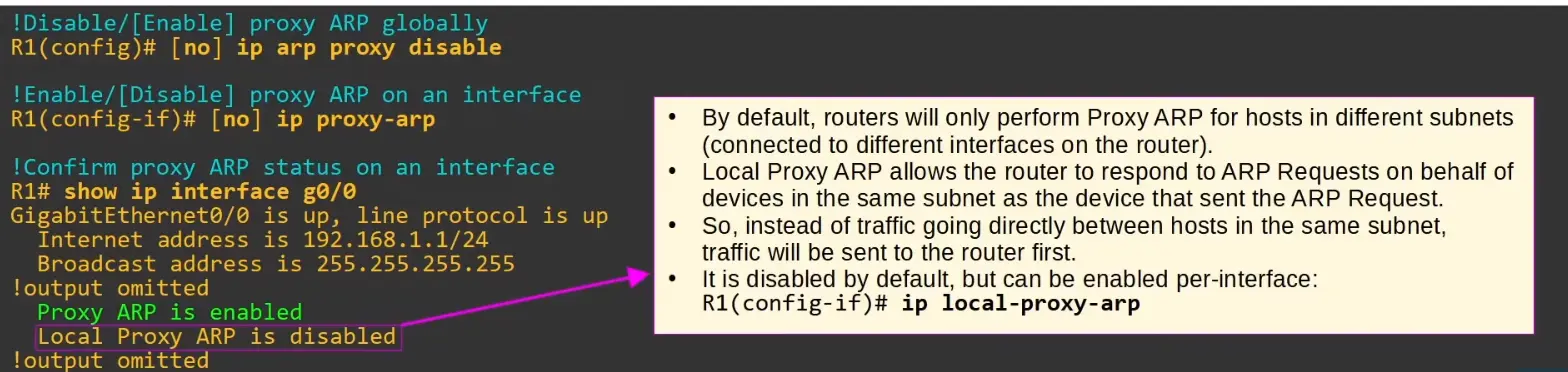 !Disable/[Enable] proxy ARP globally
R1(config)# [no] ip arp proxy disable
!Enable/[Disable] proxy ARP on an interface
R1(config-if)# [no] ip proxy-arp
!Confirm proxy ARP status on an interface
R1# show ip interface g0/0
GigabitEthernet0/0 is up, line protocol is up
Internet address is 192.168.1.1/24
Broadcast address is 255.255.255.255
!output omitted
Proxy ARP is enabled
Local Proxy ARP is disabled
!output omitted
• By default, routers will only perform Proxy ARP for hosts in different subnets
(connected to different interfaces on the router).
• Local Proxy ARP allows the router to respond to ARP Requests on behalf of
devices in the same subnet as the device that sent the ARP Request.
• So, instead of traffic going directly between hosts in the same subnet,
traffic will be sent to the router first.
• It is disabled by default, but can be enabled per-interface:
R1(config-if)# ip local-proxy-arp